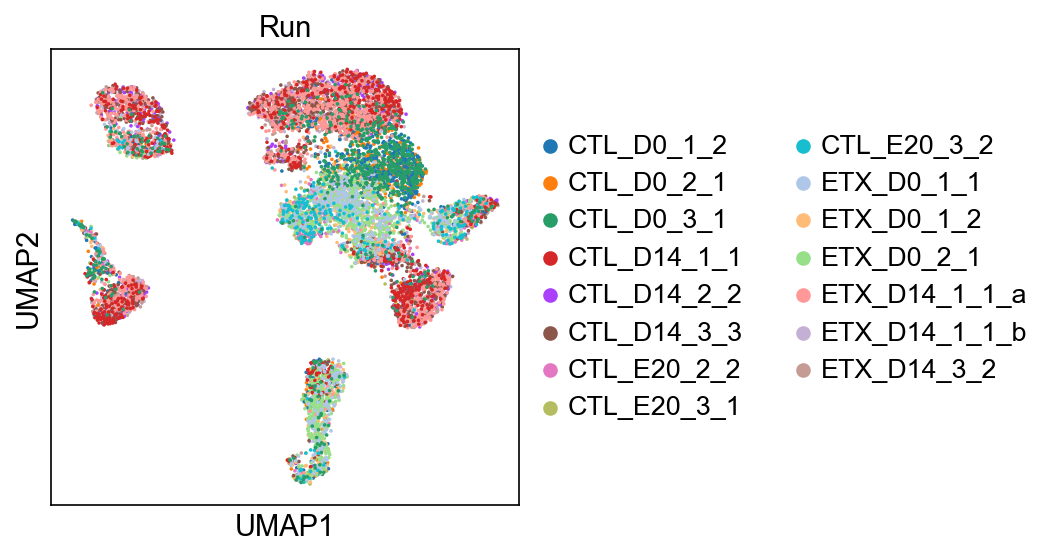 Run
UMAP2
UMAP1
CTL_D0_1_2
CTL_D0_2_1
CTL_D0_3_1
CTL_D14_1_1
CTL_D14_2_2
CTL_D14_3_3
CTL_E20_2_2
CTL_E20_3_1
CTL_E20_3_2
ETX_D0_1_1
ETX_D0_1_2
ETX_D0_2_1
ETX_D14_1_1_a
ETX_D14_1_1_b
ETX_D14_3_2